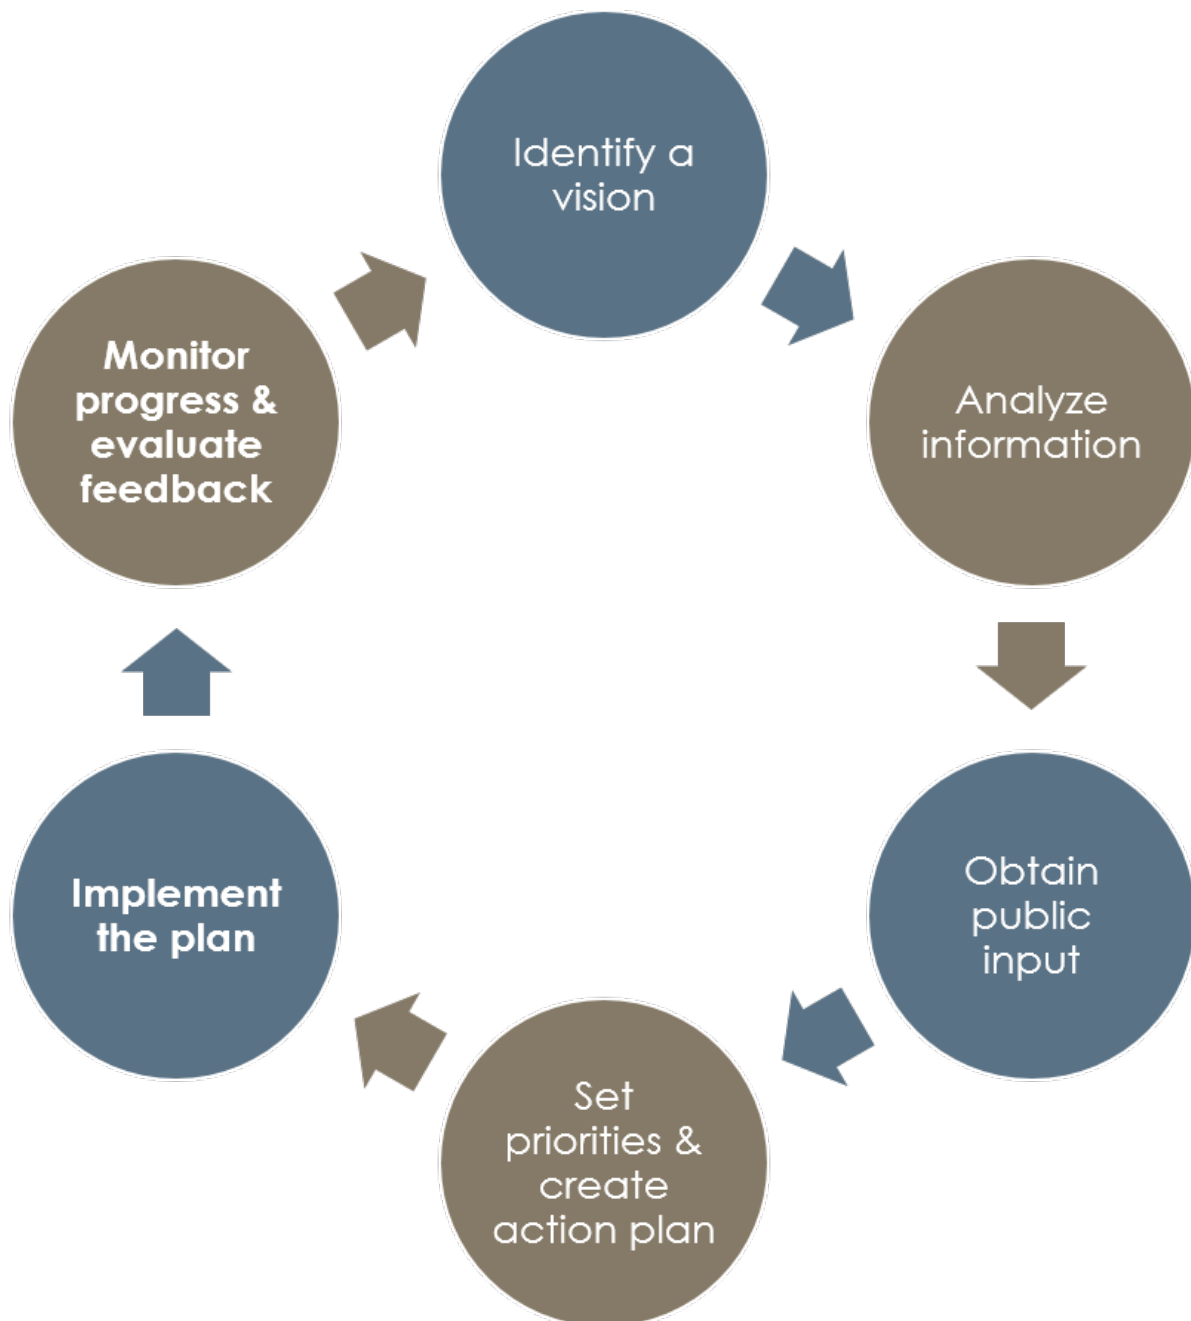 Identify a
vision
Analyze
information
Obtain
public
input
Set
priorities &
create
action plan
Implement
the plan
Monitor
progress &
evaluate
feedback